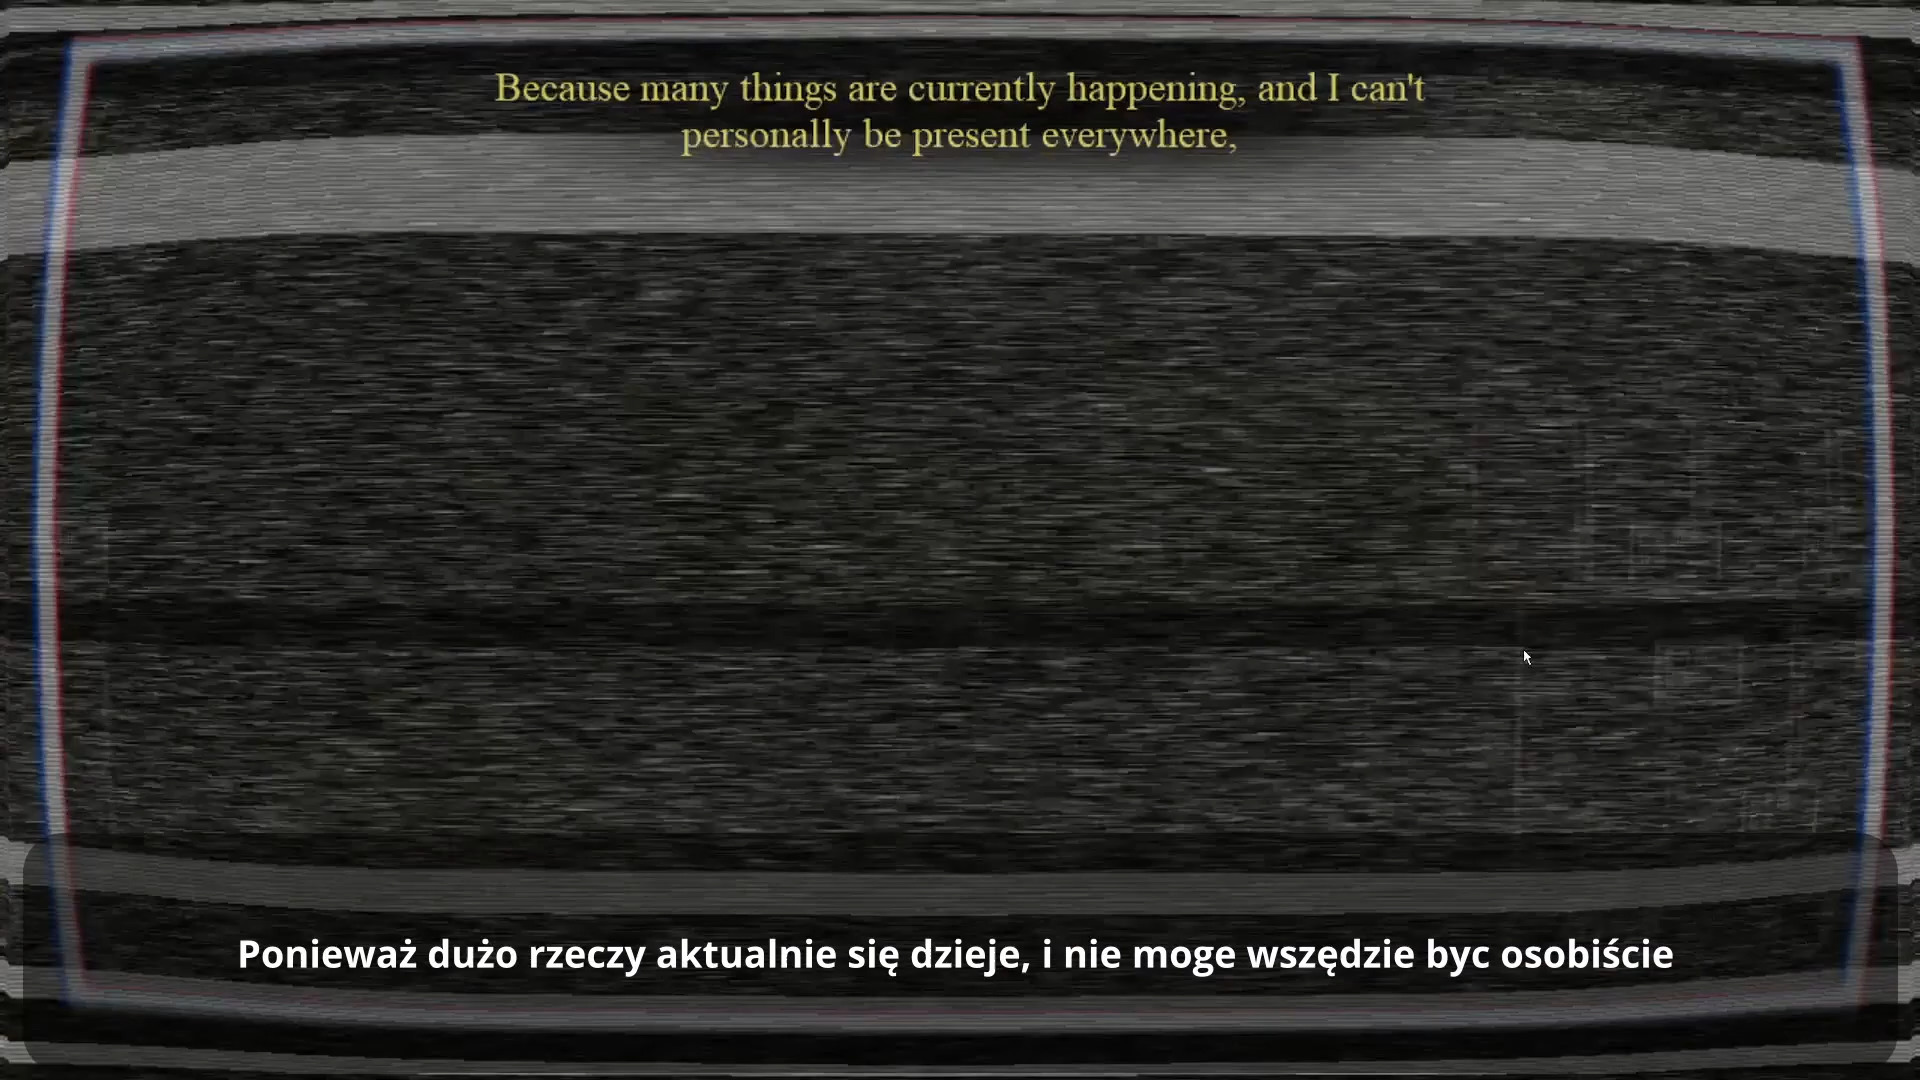 Because many things are currently happening, and I can't
personally be present everywhere,
Ponieważ dużo rzeczy aktualnie się dzieje, i nie moge wszędzie byc osobiście